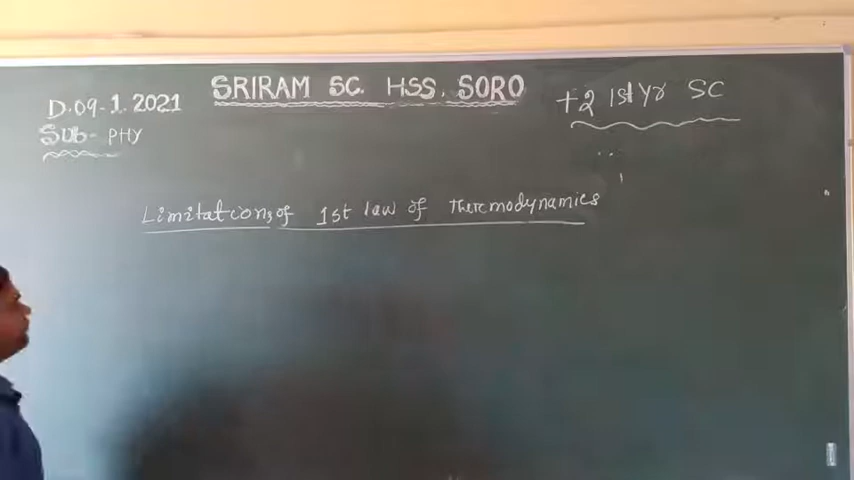 SRIRAM SC. HSS. SORO
D.09-1.2021
+2 1st Yr SC
SUB- PHY
Limitations of 1st law of Thermodynamics